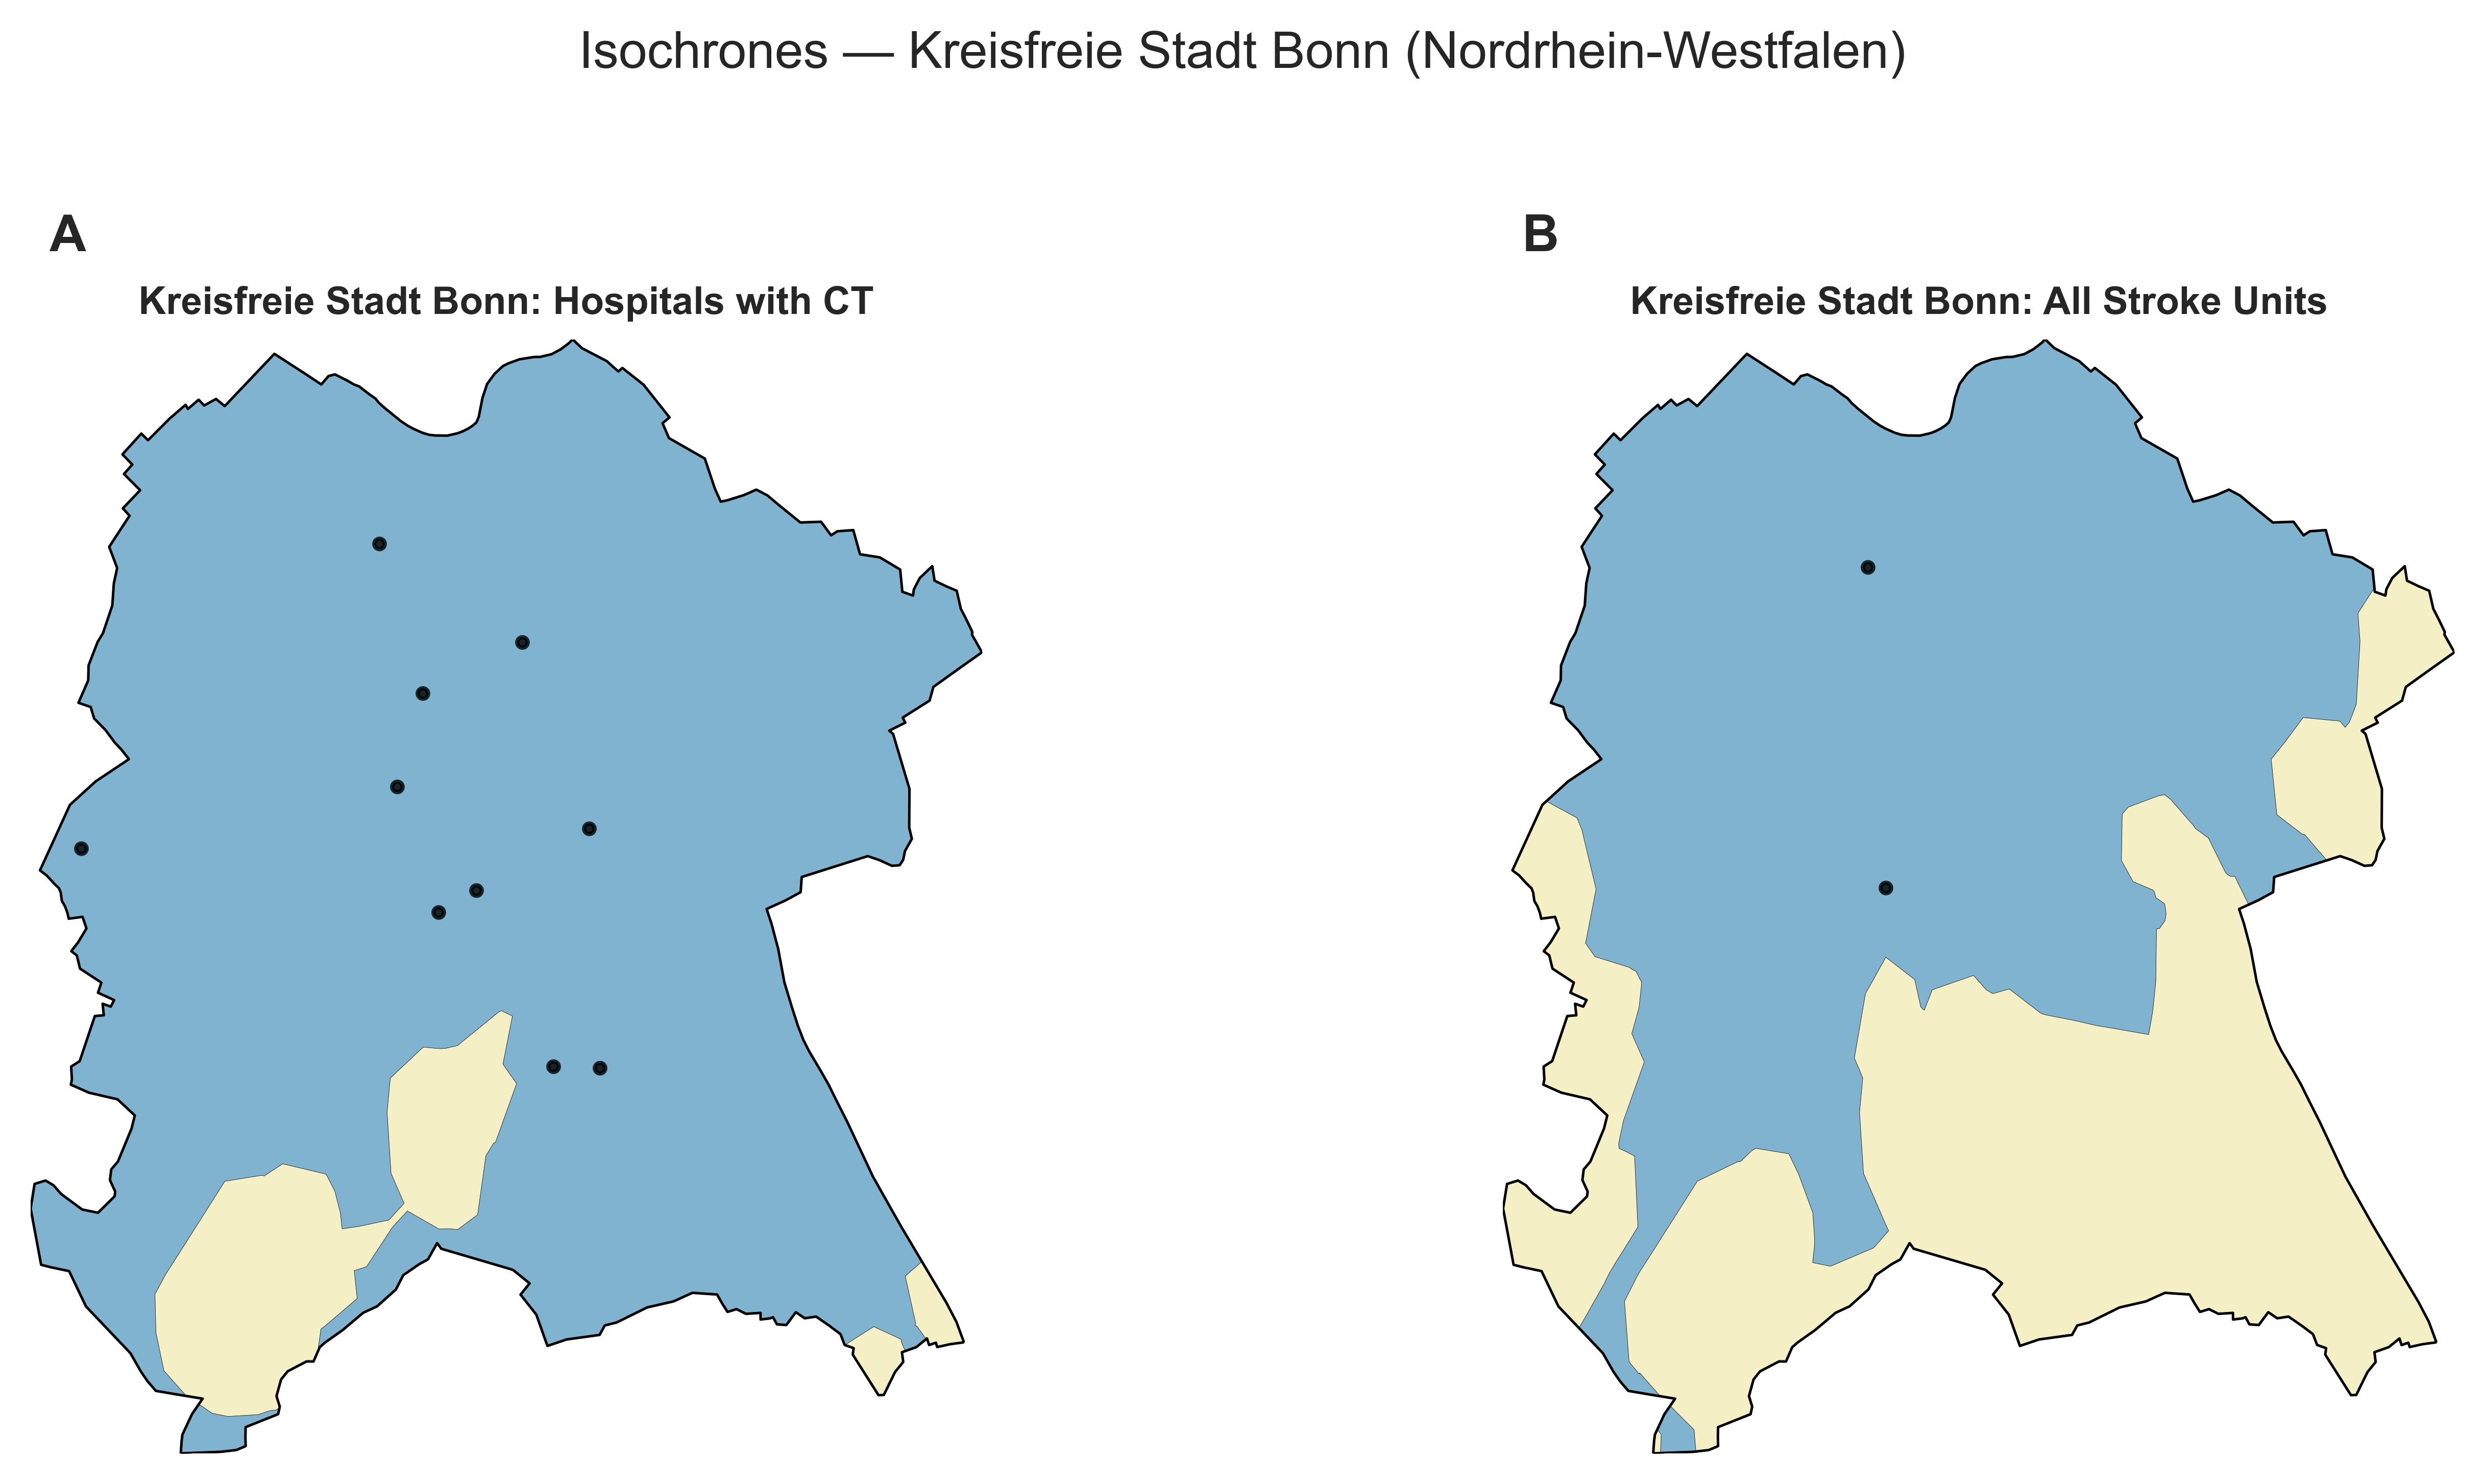 Isochrones — Kreisfreie Stadt Bonn (Nordrhein-Westfalen)
A
B
Kreisfreie Stadt Bonn: Hospitals with CT
Kreisfreie Stadt Bonn: All Stroke Units